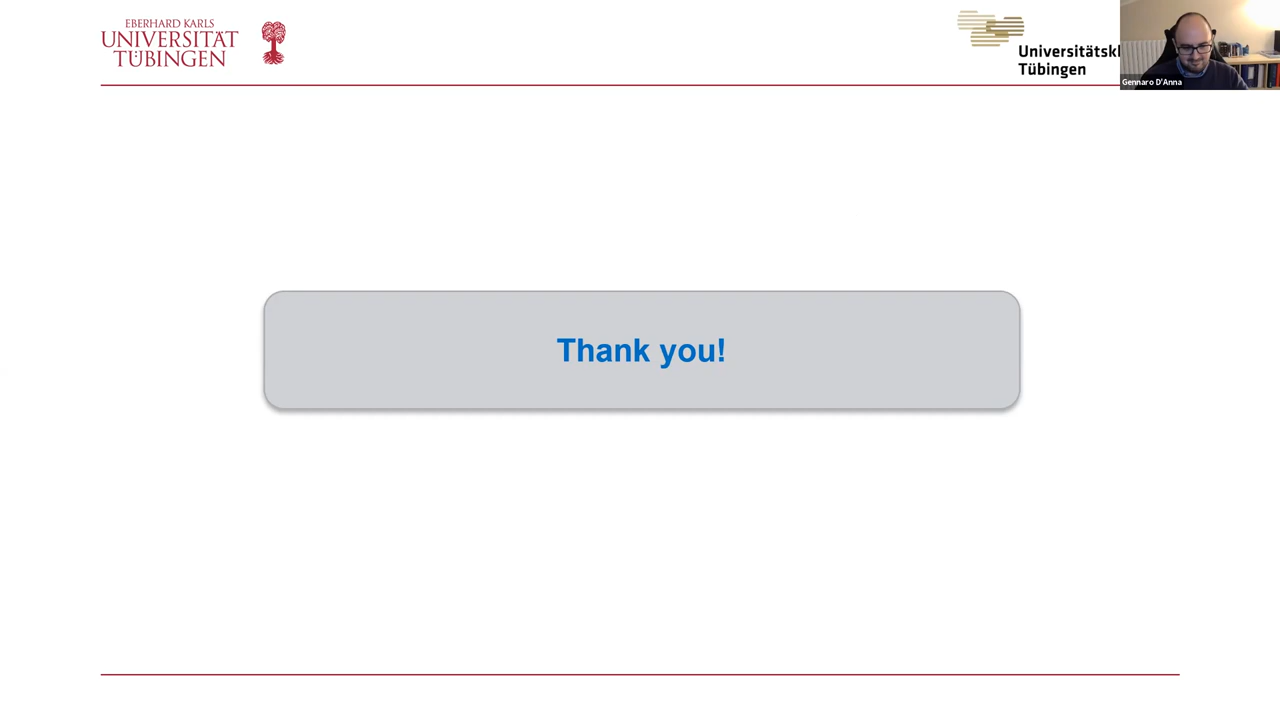 EBERHARD KARLS
UNIVERSITÄT
TÜBINGEN
Universitätskl
Tübingen
Gennaro D'Anna
Thank you!